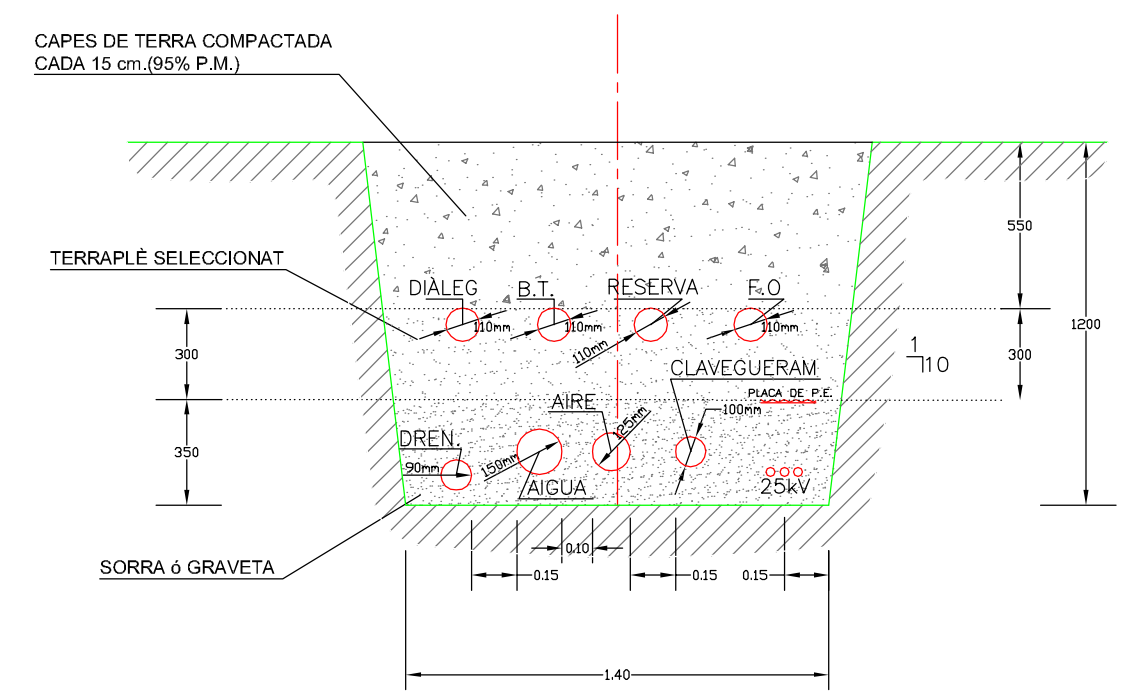 CAPES DE TERRA COMPACTADA
CADA 15 cm.(95% P.M.)
550
TERRAPLÈ SELECCIONAT
DIÀLEG
B.T.
RESERVA
F.O
110mm
110mm
110mm
110mm
1200
300
300
1
10
CLAVEGUERAM
PLACA DE P.E.
AIRE
125mm
100mm
350
DREN.
90mm
150mm
AIGUA
25kV
0.10
SORRA ó GRAVETA
0.15
0.15
0.15
1.40